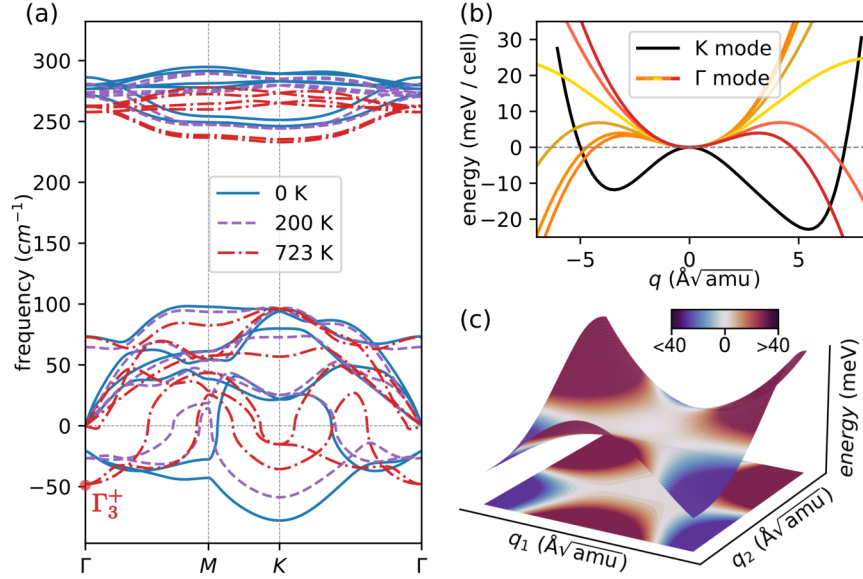 (a)
frequency (cm⁻¹)
300
250
200
150
100
50
0
−50
0 K
200 K
723 K
Γ₃⁺
Γ
M
K
Γ
(b)
energy (meV / cell)
30
20
10
0
−10
−20
K mode
Γ mode
−5
0
5
q (Å√amu)
(c)
<40
0
>40
energy (meV)
q₁ (Å√amu)
q₂ (Å√amu)